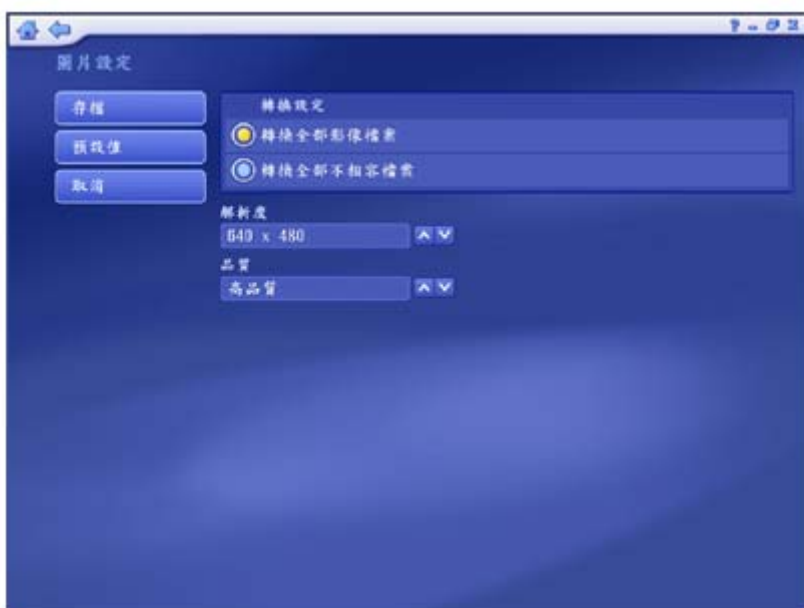 圖片設定
存檔
預設值
取消
轉換設定
轉換全部影像檔案
轉換全部不相容檔案
解析度
640 x 480
品質
高品質